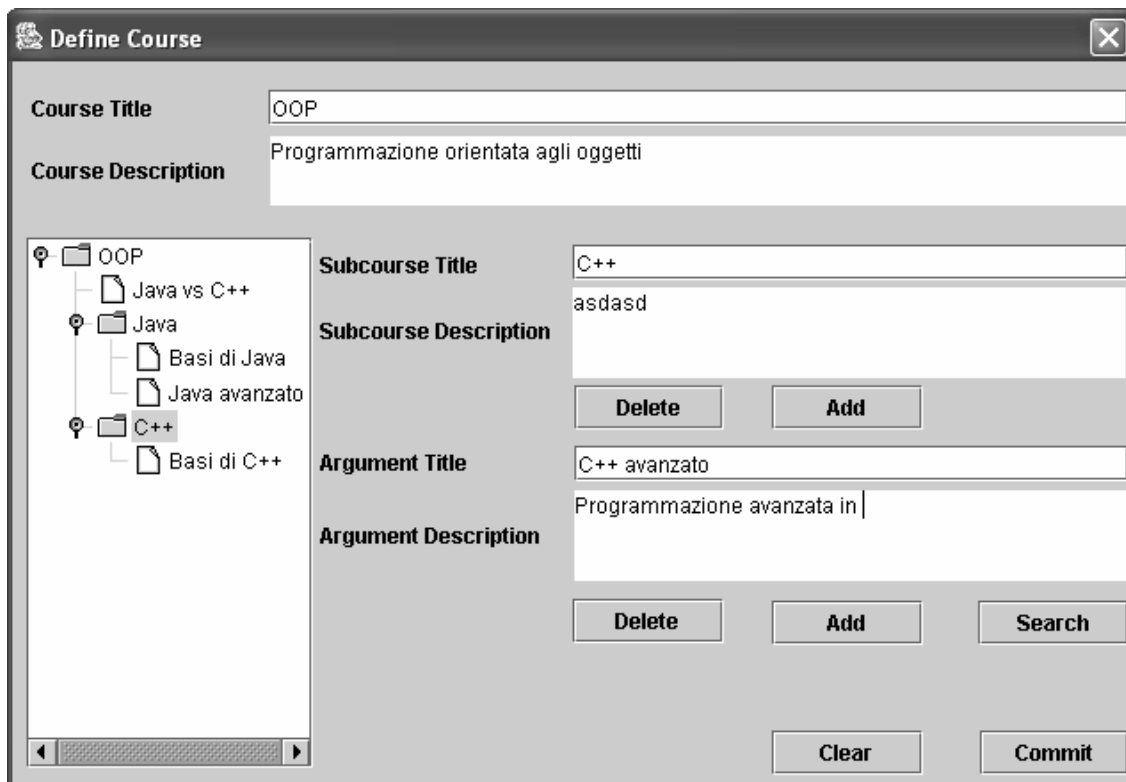 Define Course
Course Title
OOP
Course Description
Programmazione orientata agli oggetti
OOP
Java vs C++
Java
Basi di Java
Java avanzato
C++
Basi di C++
Subcourse Title
C++
Subcourse Description
asdasd
Delete
Add
Argument Title
C++ avanzato
Argument Description
Programmazione avanzata in
Delete
Add
Search
Clear
Commit